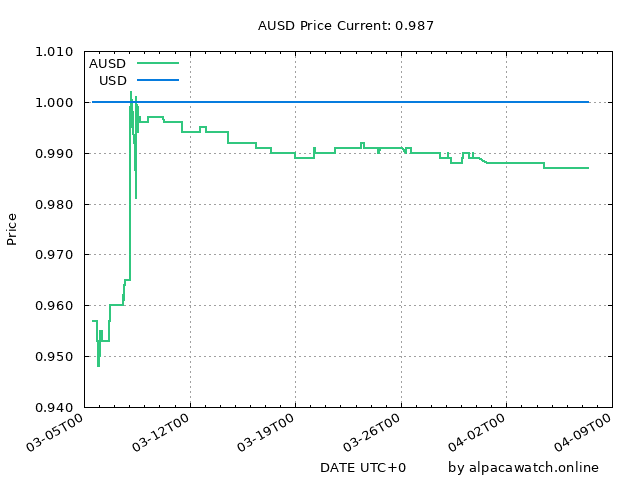 AUSD Price Current: 0.987
1.010
AUSD
USD
1.000
0.990
0.980
0.970
0.960
0.950
0.940
Price
03-05T00
03-12T00
03-19T00
03-26T00
04-02T00
04-09T00
DATE UTC+0
by alpacawatch.online